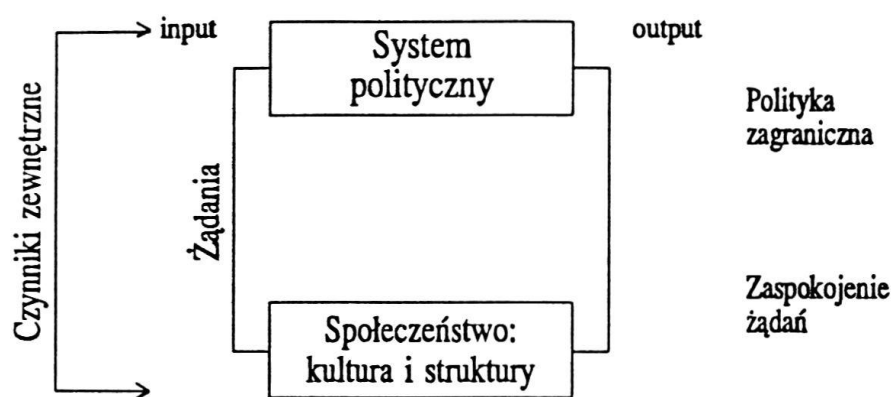 input
System
polityczny
output
Polityka
zagraniczna
Czynniki zewnętrzne
Żądania
Zaspokojenie
żądań
Społeczeństwo:
kultura i struktury